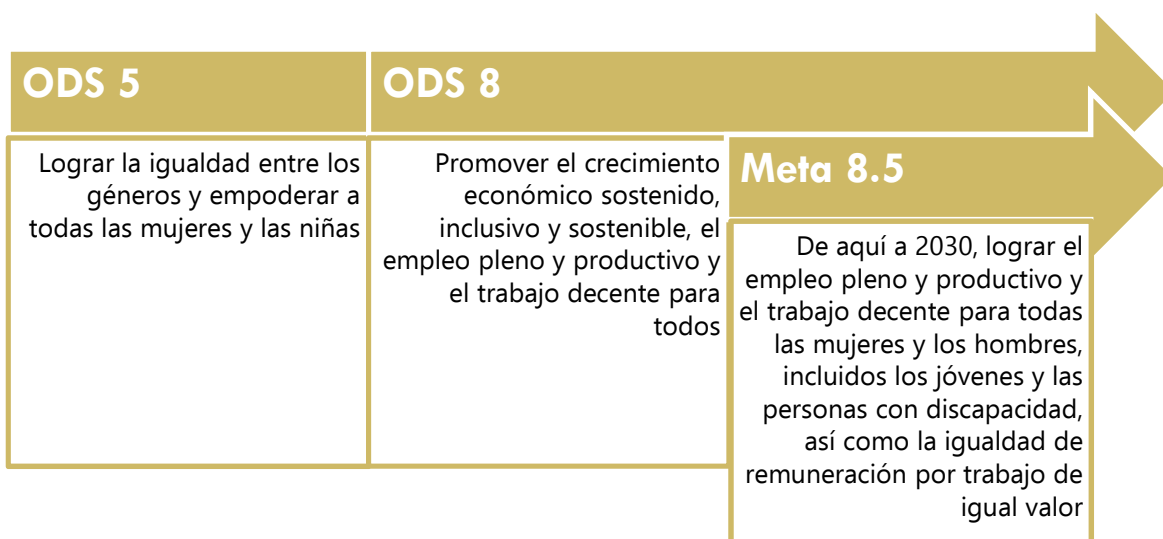 ODS 5
Lograr la igualdad entre los
géneros y empoderar a
todas las mujeres y las niñas
ODS 8
Promover el crecimiento
económico sostenido,
inclusivo y sostenible, el
empleo pleno y productivo y
el trabajo decente para
todos
Meta 8.5
De aquí a 2030, lograr el
empleo pleno y productivo y
el trabajo decente para todas
las mujeres y los hombres,
incluidos los jóvenes y las
personas con discapacidad,
así como la igualdad de
remuneración por trabajo de
igual valor